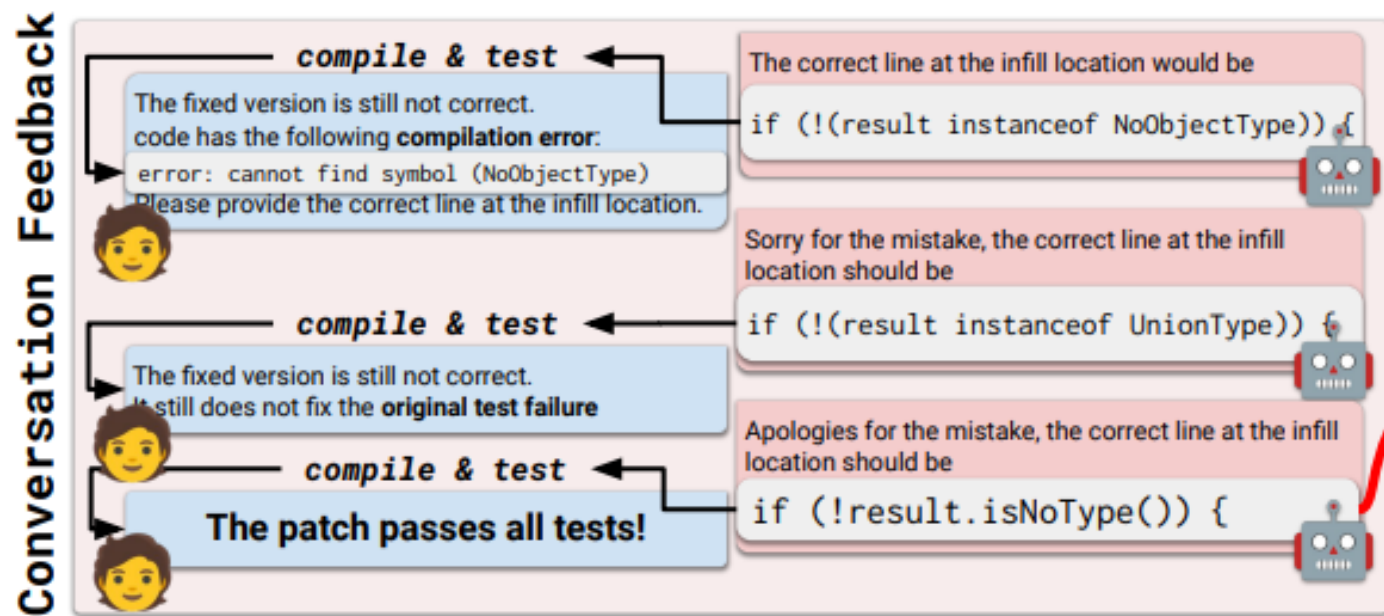 Conversation Feedback
compile & test
The correct line at the infill location would be
if (!(result instanceof NoObjectType)) {
The fixed version is still not correct.
code has the following compilation error:
error: cannot find symbol (NoObjectType)
Please provide the correct line at the infill location.
Sorry for the mistake, the correct line at the infill
location should be
if (!(result instanceof UnionType)) {
compile & test
The fixed version is still not correct.
It still does not fix the original test failure
Apologies for the mistake, the correct line at the infill
location should be
if (!result.isNoType()) {
compile & test
The patch passes all tests!